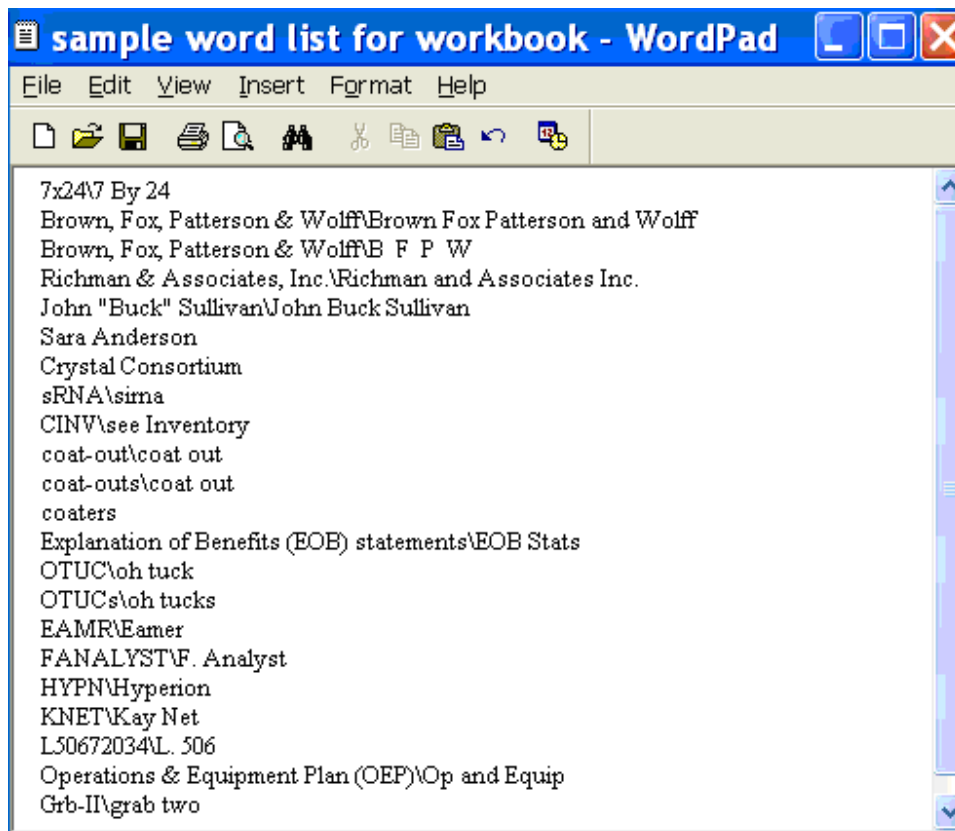 sample word list for workbook - WordPad
File Edit View Insert Format Help
7x24\7 By 24
Brown, Fox, Patterson & Wolff\Brown Fox Patterson and Wolff
Brown, Fox, Patterson & Wolff\B F P W
Richman & Associates, Inc.\Richman and Associates Inc.
John "Buck" Sullivan\John Buck Sullivan
Sara Anderson
Crystal Consortium
sRNA\sirna
CINV\see Inventory
coat-out\coat out
coat-outs\coat out
coaters
Explanation of Benefits (EOB) statements\EOB Stats
OTUC\oh tuck
OTUCs\oh tucks
EAMR\Eamer
FANALYST\F. Analyst
HYPN\Hyperion
KNET\Kay Net
L50672034\L. 506
Operations & Equipment Plan (OEP)\Op and Equip
Grb-II\grab two